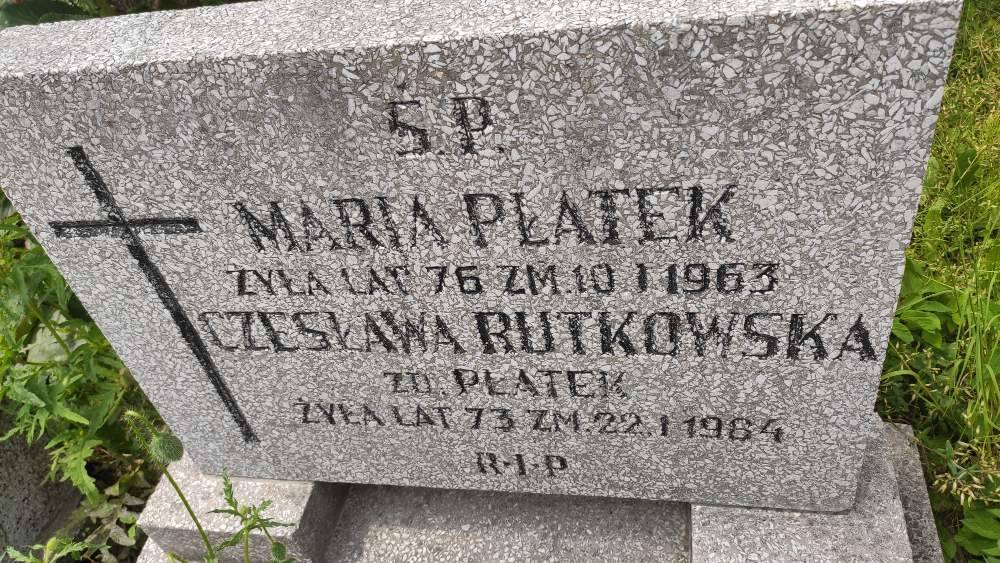 Ś.P.
MARIA PŁATEK
ŻYŁA LAT 76 ZM.10 I 1963
CZESŁAWA RUTKOWSKA
ZD. PŁATEK
ŻYŁA LAT 73 ZM.22.I 1984
R·I·P